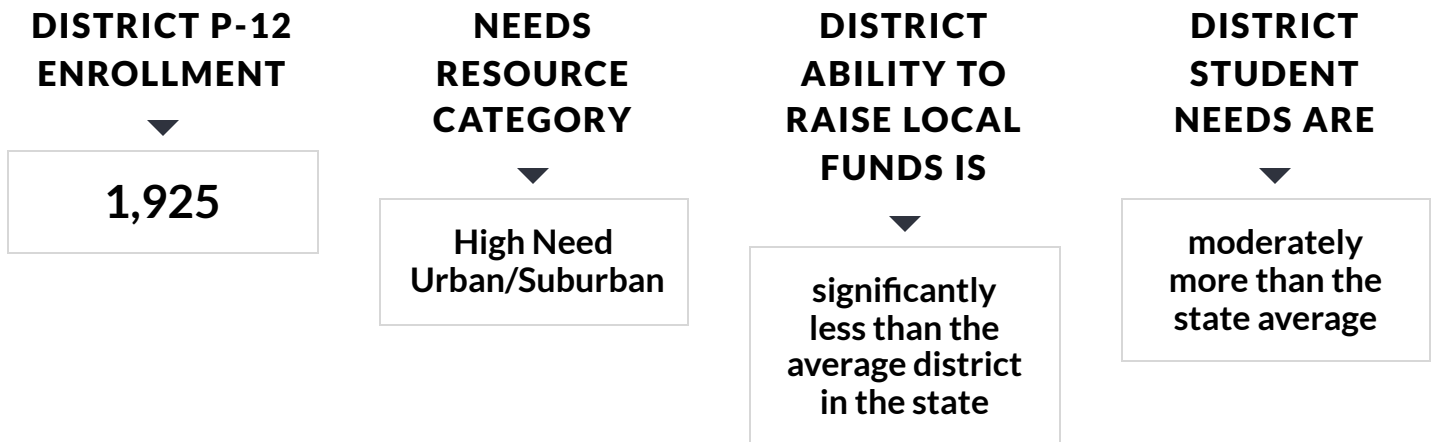 DISTRICT P-12
ENROLLMENT
1,925
NEEDS
RESOURCE
CATEGORY
High Need
Urban/Suburban
DISTRICT
ABILITY TO
RAISE LOCAL
FUNDS IS
significantly
less than the
average district
in the state
DISTRICT
STUDENT
NEEDS ARE
moderately
more than the
state average